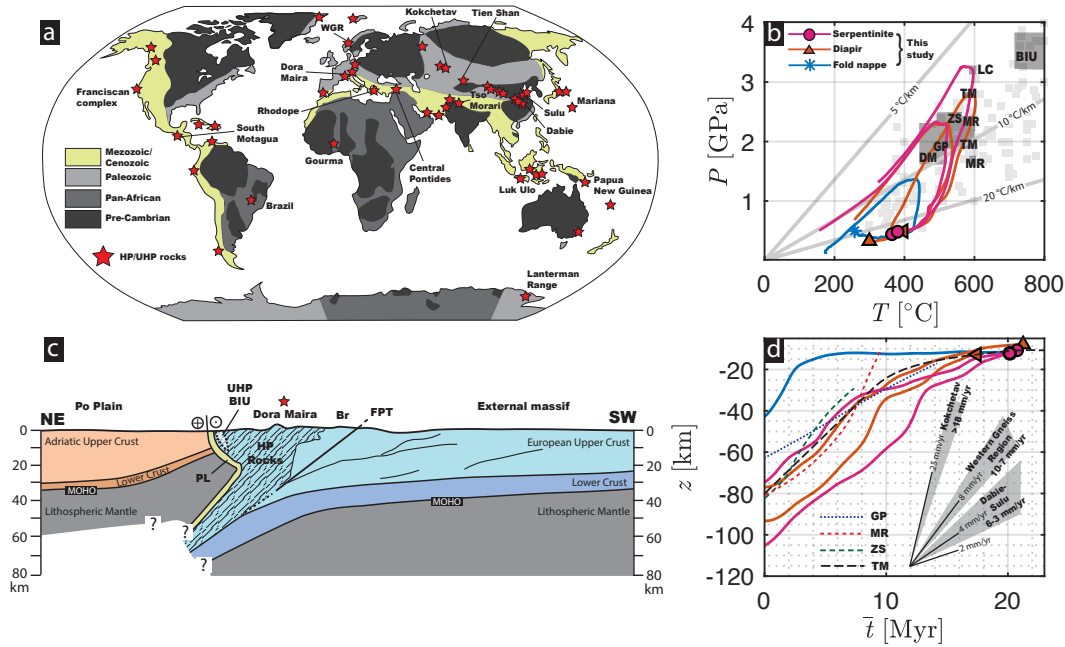 a
WGR
Kokchetav
Tien Shan
Dora
Maira
Franciscan
complex
Rhodope
Tso
Morari
Mariana
Sulu
Dabie
South
Motagua
Gourma
Central
Pontides
Luk Ulo
Papua
New Guinea
Brazil
Mezozoic/
Cenozoic
Paleozoic
Pan-African
Pre-Cambrian
HP/UHP rocks
Lanterman
Range
b
Serpentinite
Diapir
Fold nappe
This
study
BIU
LC
TM
ZS
MR
GP
TM
DM
MR
5 °C/km
10 °C/km
20 °C/km
P [GPa]
4
3
2
1
0
200
400
600
800
T [°C]
c
UHP
BIU
NE
Po Plain
Dora Maira
Br
FPT
External massif
SW
0
20
40
60
80
km
Adriatic Upper Crust
Lower Crust
MOHO
Lithospheric Mantle
PL
HP
Rocks
?
?
?
European Upper Crust
Lower Crust
MOHO
Lithospheric Mantle
0
20
40
60
80
km
d
z [km]
-20
-40
-60
-80
-100
-120
0
10
20
t̅ [Myr]
GP
MR
ZS
TM
25 mm/yr
Kokchetav
>18 mm/yr
8 mm/yr
Western Gneiss
Region
10-7 mm/yr
4 mm/yr
Dabie-
Sulu
6-3 mm/yr
2 mm/yr